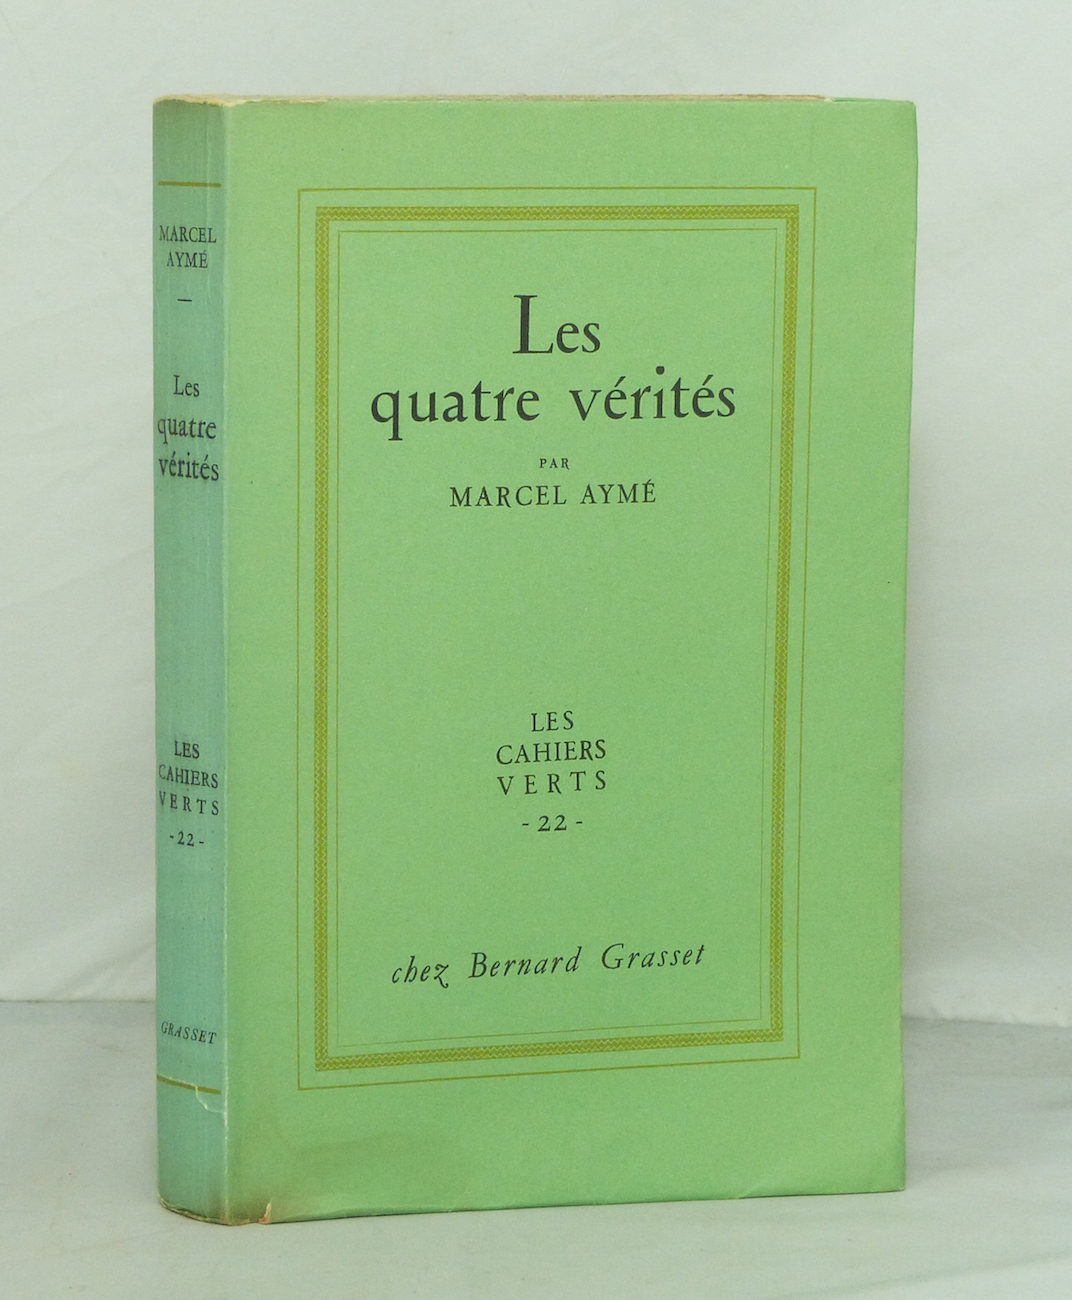 MARCEL
AYMÉ
—
Les
quatre
vérités
LES
CAHIERS
VERTS
- 22 -
GRASSET
Les
quatre vérités
PAR
MARCEL AYMÉ
LES
CAHIERS
VERTS
- 22 -
chez Bernard Grasset